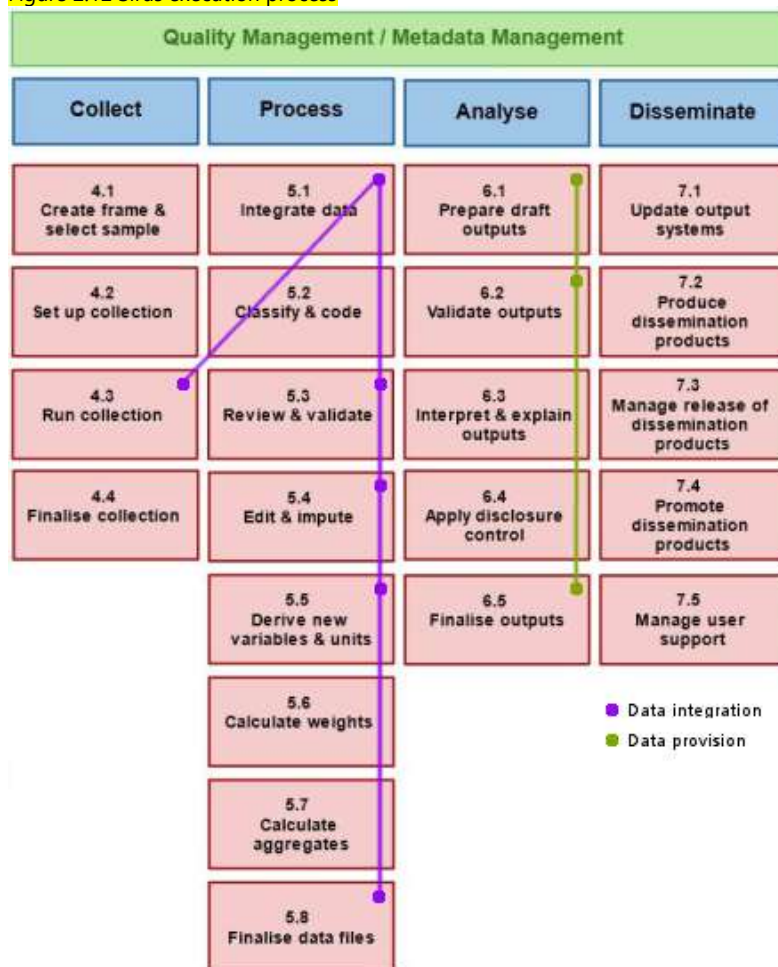 Quality Management / Metadata Management
Collect
Process
Analyse
Disseminate
4.1
Create frame &
select sample
5.1
Integrate data
6.1
Prepare draft
outputs
7.1
Update output
systems
4.2
Set up collection
5.2
Classify & code
6.2
Validate outputs
7.2
Produce
dissemination
products
4.3
Run collection
5.3
Review & validate
6.3
Interpret & explain
outputs
7.3
Manage release of
dissemination
products
4.4
Finalise collection
5.4
Edit & impute
6.4
Apply disclosure
control
7.4
Promote
dissemination
products
5.5
Derive new
variables & units
6.5
Finalise outputs
7.5
Manage user
support
5.6
Calculate weights
Data integration
Data provision
5.7
Calculate
aggregates
5.8
Finalise data files